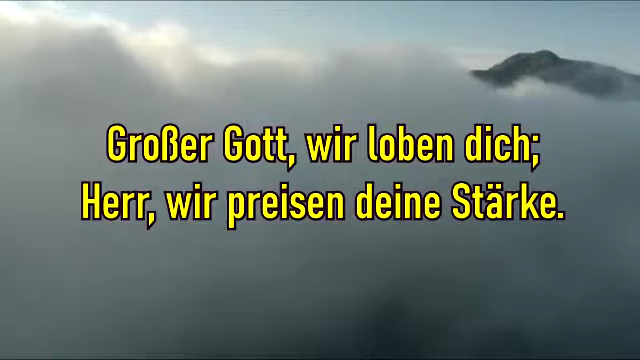 Großer Gott, wir loben dich;
Herr, wir preisen deine Stärke.